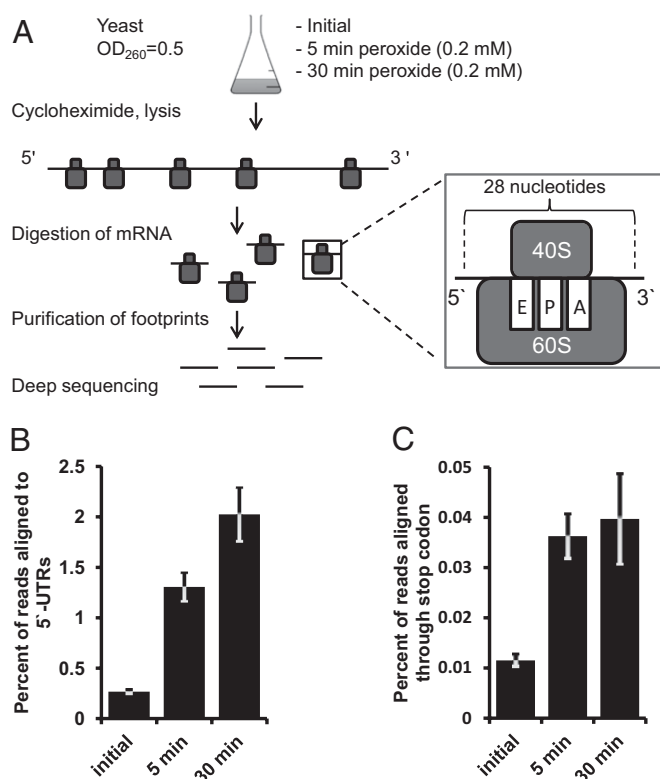 A
Yeast
OD260=0.5
- Initial
- 5 min peroxide (0.2 mM)
- 30 min peroxide (0.2 mM)
Cycloheximide, lysis
5' 3 '
Digestion of mRNA
Purification of footprints
Deep sequencing
28 nucleotides
40S
5` 3`
E P A
60S
B
Percent of reads aligned to
5`-UTRs
2.5
2
1.5
1
0.5
0
initial
5 min
30 min
C
Percent of reads aligned
through stop codon
0.05
0.04
0.03
0.02
0.01
0
initial
5 min
30 min